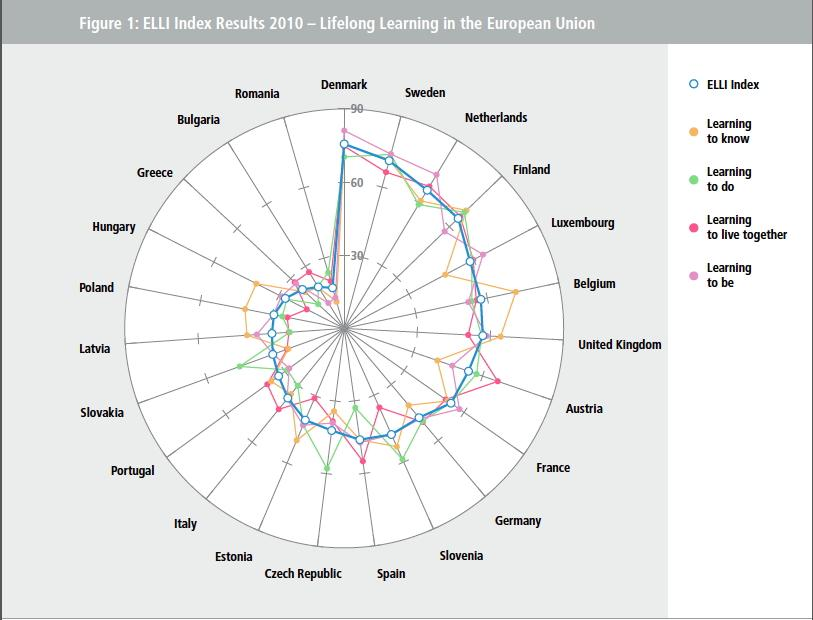 Figure 1: ELLI Index Results 2010 – Lifelong Learning in the European Union
Denmark
Sweden
Netherlands
Finland
Luxembourg
Belgium
United Kingdom
Austria
France
Germany
Slovenia
Spain
Czech Republic
Estonia
Italy
Portugal
Slovakia
Latvia
Poland
Hungary
Greece
Bulgaria
Romania
90
60
30
ELLI Index
Learning
to know
Learning
to do
Learning
to live together
Learning
to be